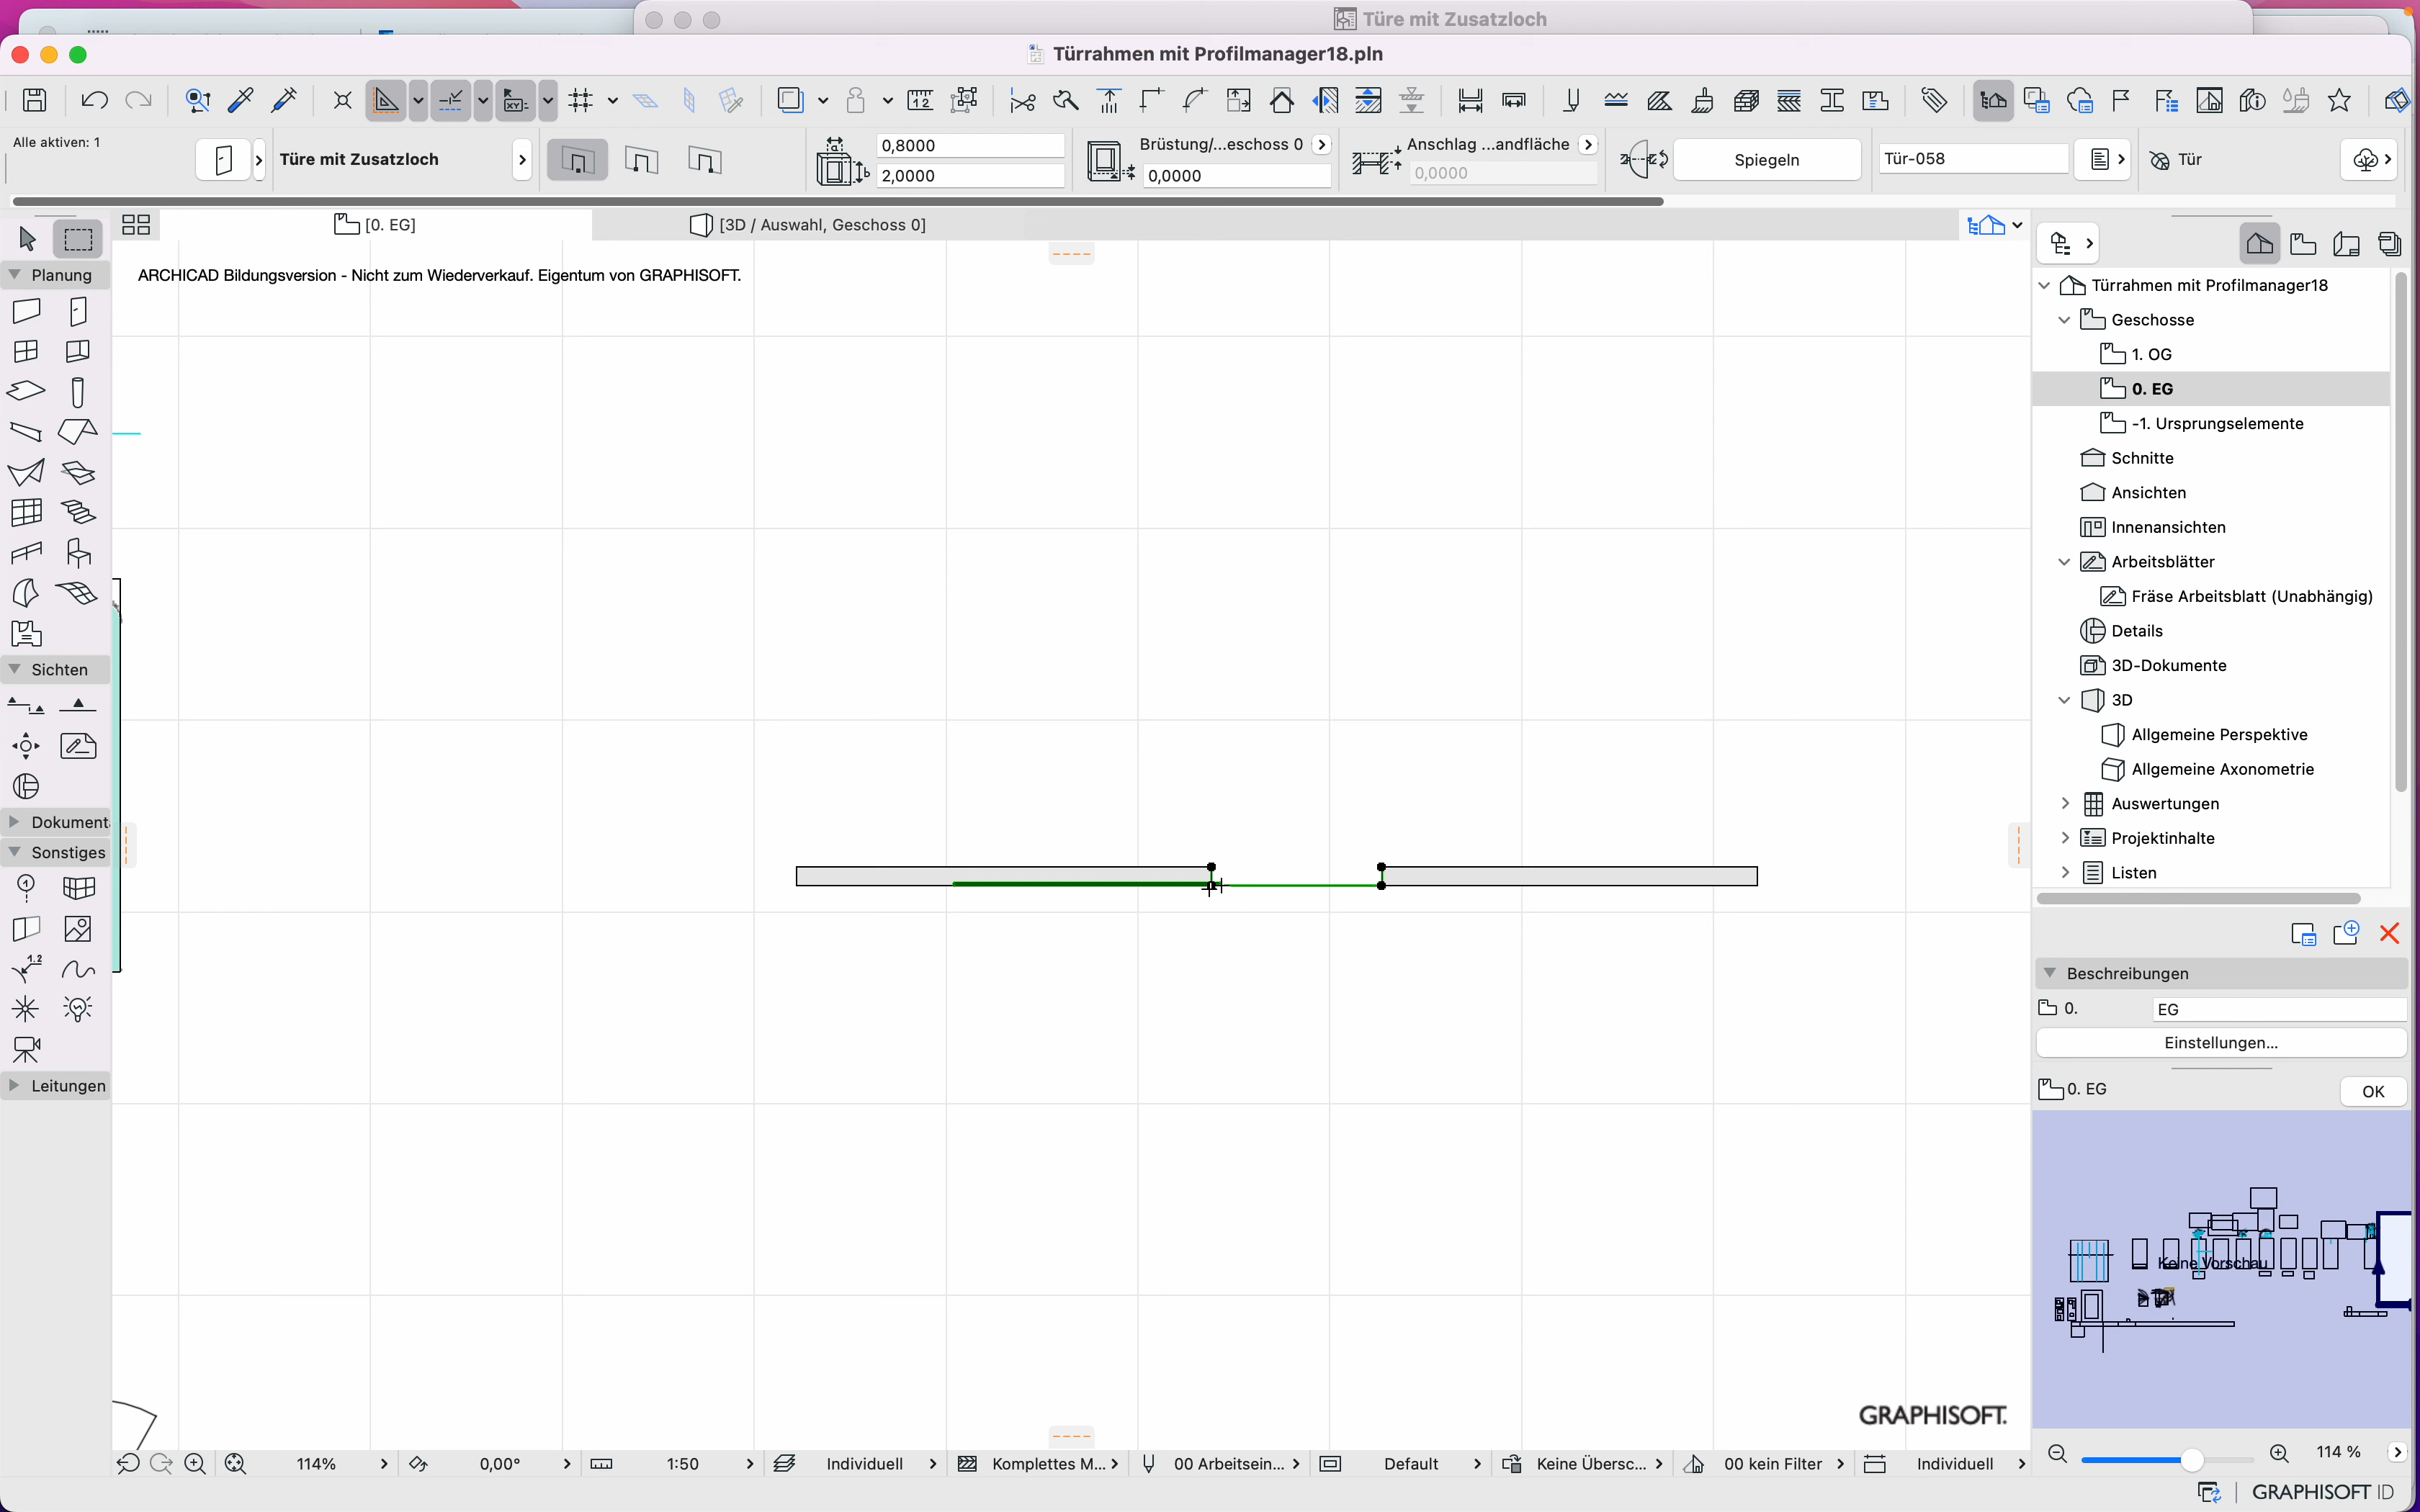 Türe mit Zusatzloch
Türrahmen mit Profilmanager18.pln
Alle aktiven: 1
Türe mit Zusatzloch
0,8000
2,0000
Brüstung/...eschoss 0
0,0000
Anschlag ...andfläche
0,0000
Spiegeln
Tür-058
Tür
[0. EG]
[3D / Auswahl, Geschoss 0]
ARCHICAD Bildungsversion - Nicht zum Wiederverkauf. Eigentum von GRAPHISOFT.
Planung
Sichten
Dokument
Sonstiges
Leitungen
Türrahmen mit Profilmanager18
Geschosse
1. OG
0. EG
-1. Ursprungselemente
Schnitte
Ansichten
Innenansichten
Arbeitsblätter
Fräse Arbeitsblatt (Unabhängig)
Details
3D-Dokumente
3D
Allgemeine Perspektive
Allgemeine Axonometrie
Auswertungen
Projektinhalte
Listen
Beschreibungen
0.
EG
Einstellungen...
0. EG
OK
Keine Vorschau
GRAPHISOFT.
114%
0,00°
1:50
Individuell
Komplettes M...
00 Arbeitsein...
Default
Keine Übersc...
00 kein Filter
Individuell
114 %
GRAPHISOFT ID